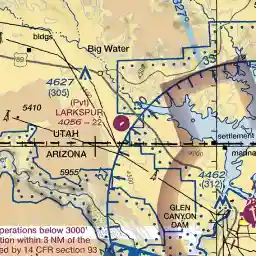 bldgs
Big Water
89
4627
(305)
(Pvt)
LARKSPUR
4056 - 22
5410
UTAH
ARIZONA
settlement
marina
5955
4462
(312)
GLEN
CANYON
DAM
perations below 3000'
tion within 3 NM of the
ed by 14 CFR section 93